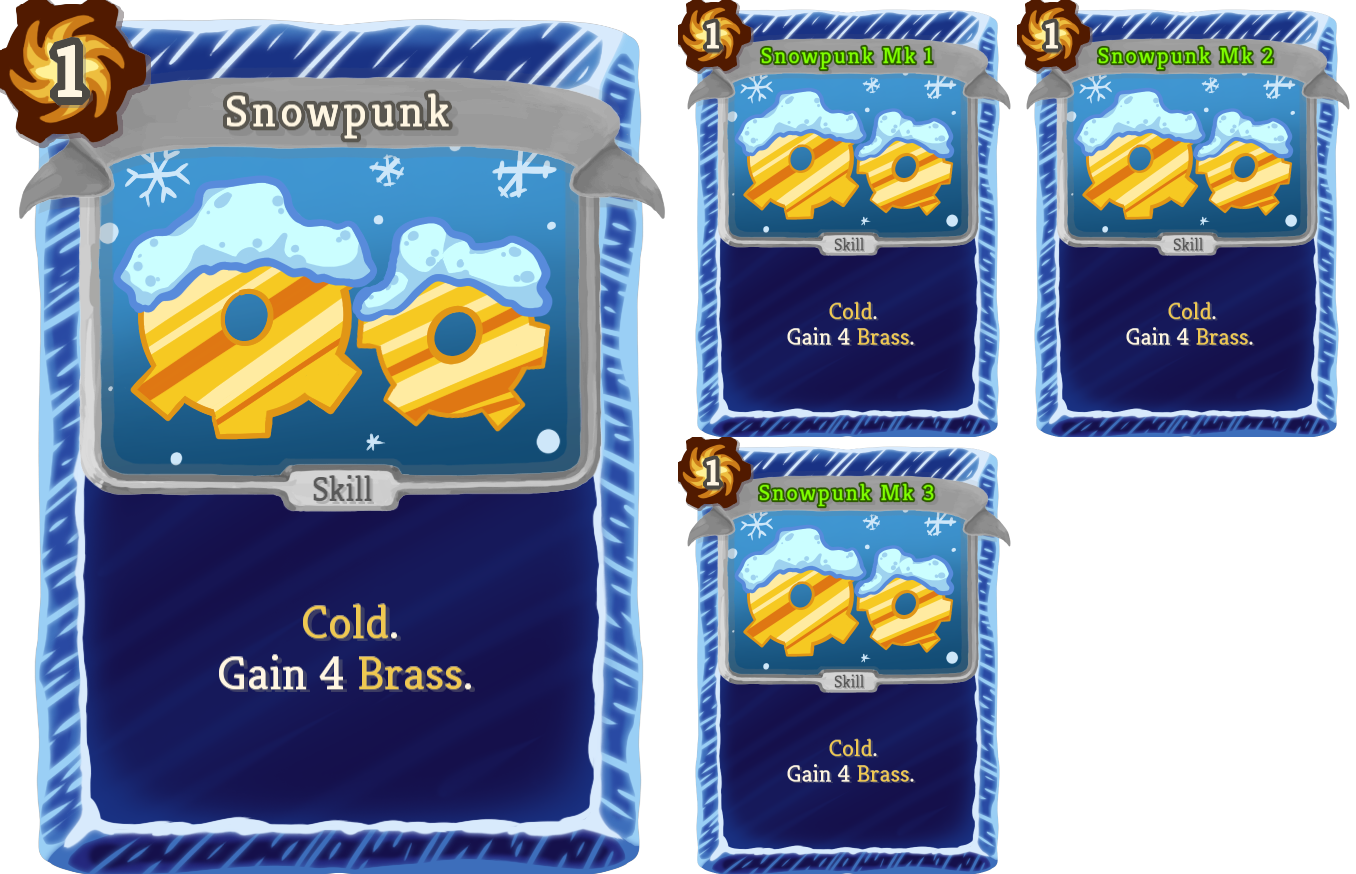 1
Snowpunk
Skill
Cold.
Gain 4 Brass.
1
Snowpunk Mk 1
Skill
Cold.
Gain 4 Brass.
1
Snowpunk Mk 2
Skill
Cold.
Gain 4 Brass.
1
Snowpunk Mk 3
Skill
Cold.
Gain 4 Brass.